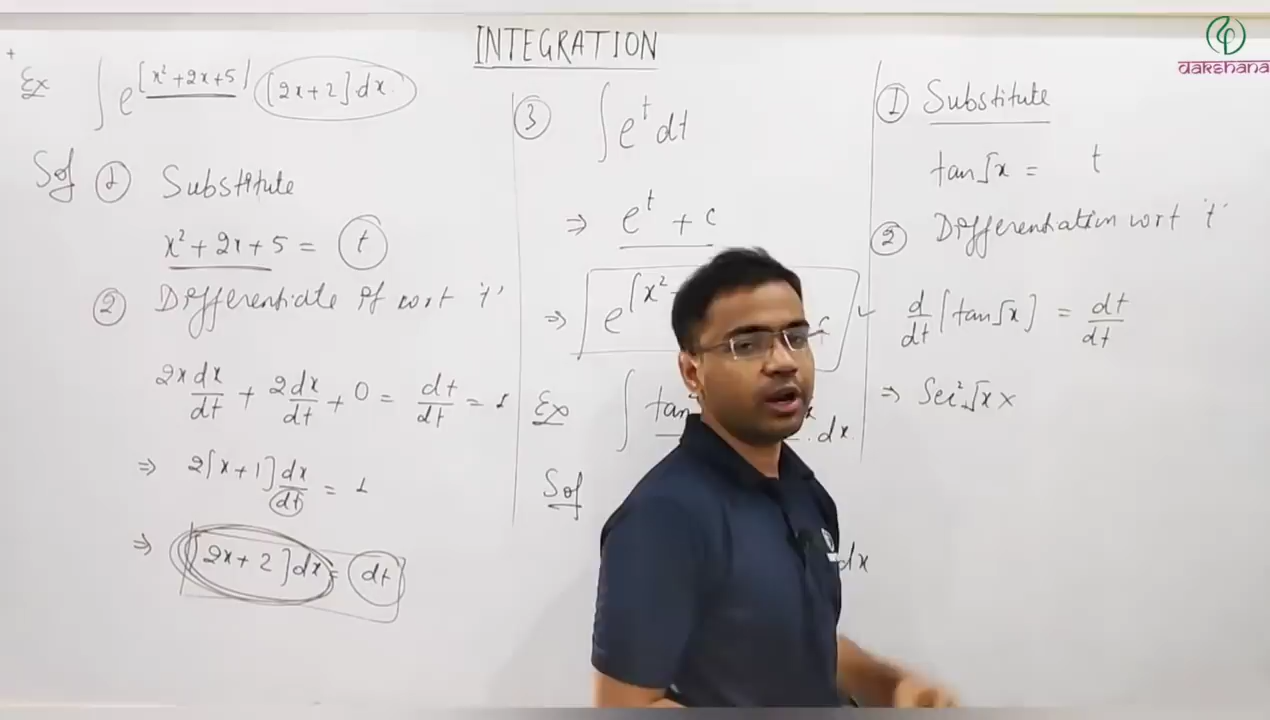 INTEGRATION
dakshana
Ex ∫ e^[x²+2x+5] [2x+2]dx
Sol ① Substitute
x²+2x+5 = t
② Differentiate it wrt 't'
2x dx/dt + 2dx/dt + 0 = dt/dt = 1
⇒ 2[x+1] dx/dt = 1
⇒ [2x+2]dx = dt
③ ∫ e^t dt
⇒ e^t + c
⇒ e^[x²
Ex ∫ tan dx
Sol
dx
① Substitute
tan√x = t
② Differentiation wrt 't'
d/dt [tan√x] = dt/dt
⇒ Sec²√x ×